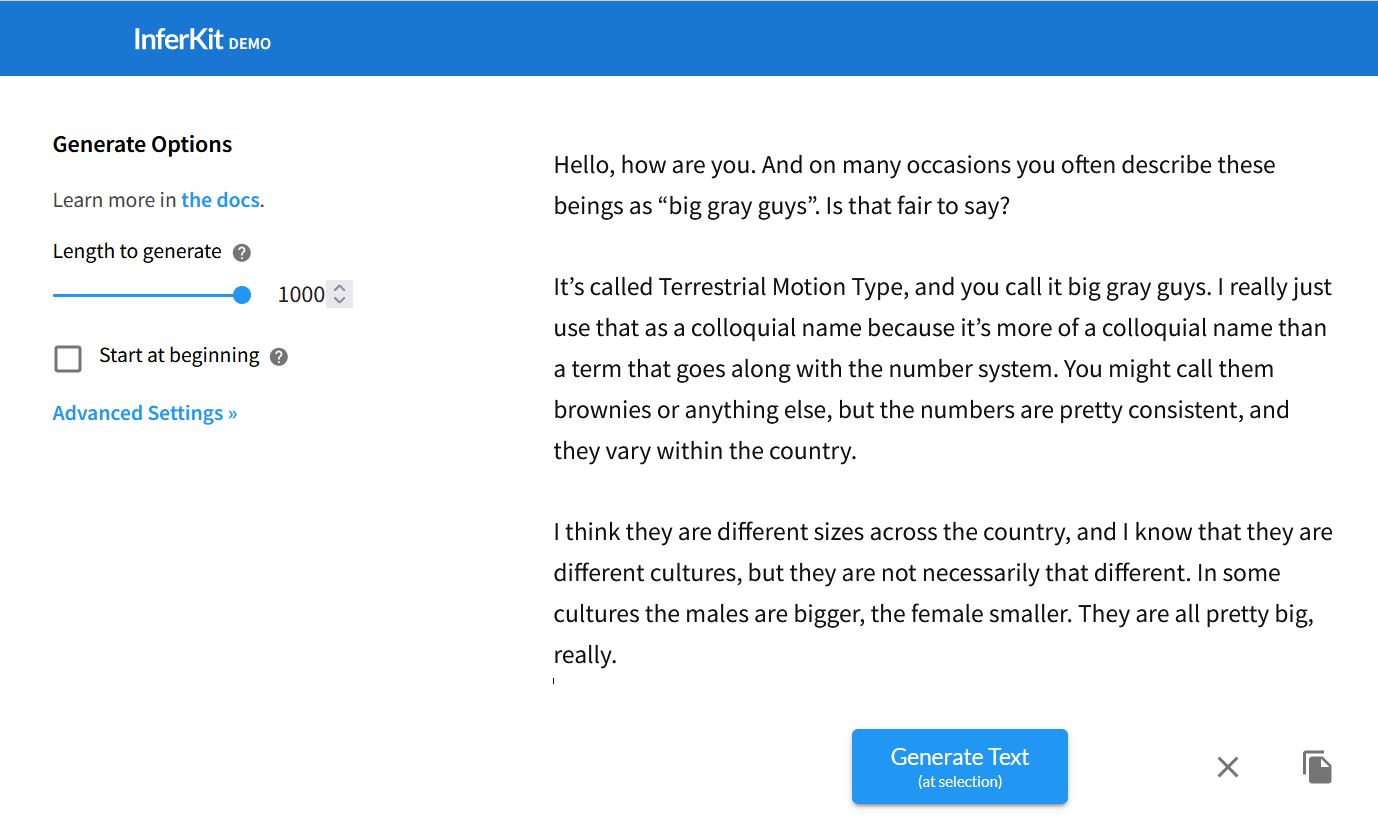 InferKit DEMO
Generate Options
Learn more in the docs.
Length to generate ?
1000
Start at beginning ?
Advanced Settings »
Hello, how are you. And on many occasions you often describe these
beings as “big gray guys”. Is that fair to say?
It’s called Terrestrial Motion Type, and you call it big gray guys. I really just
use that as a colloquial name because it’s more of a colloquial name than
a term that goes along with the number system. You might call them
brownies or anything else, but the numbers are pretty consistent, and
they vary within the country.
I think they are different sizes across the country, and I know that they are
different cultures, but they are not necessarily that different. In some
cultures the males are bigger, the female smaller. They are all pretty big,
really.
Generate Text
(at selection)